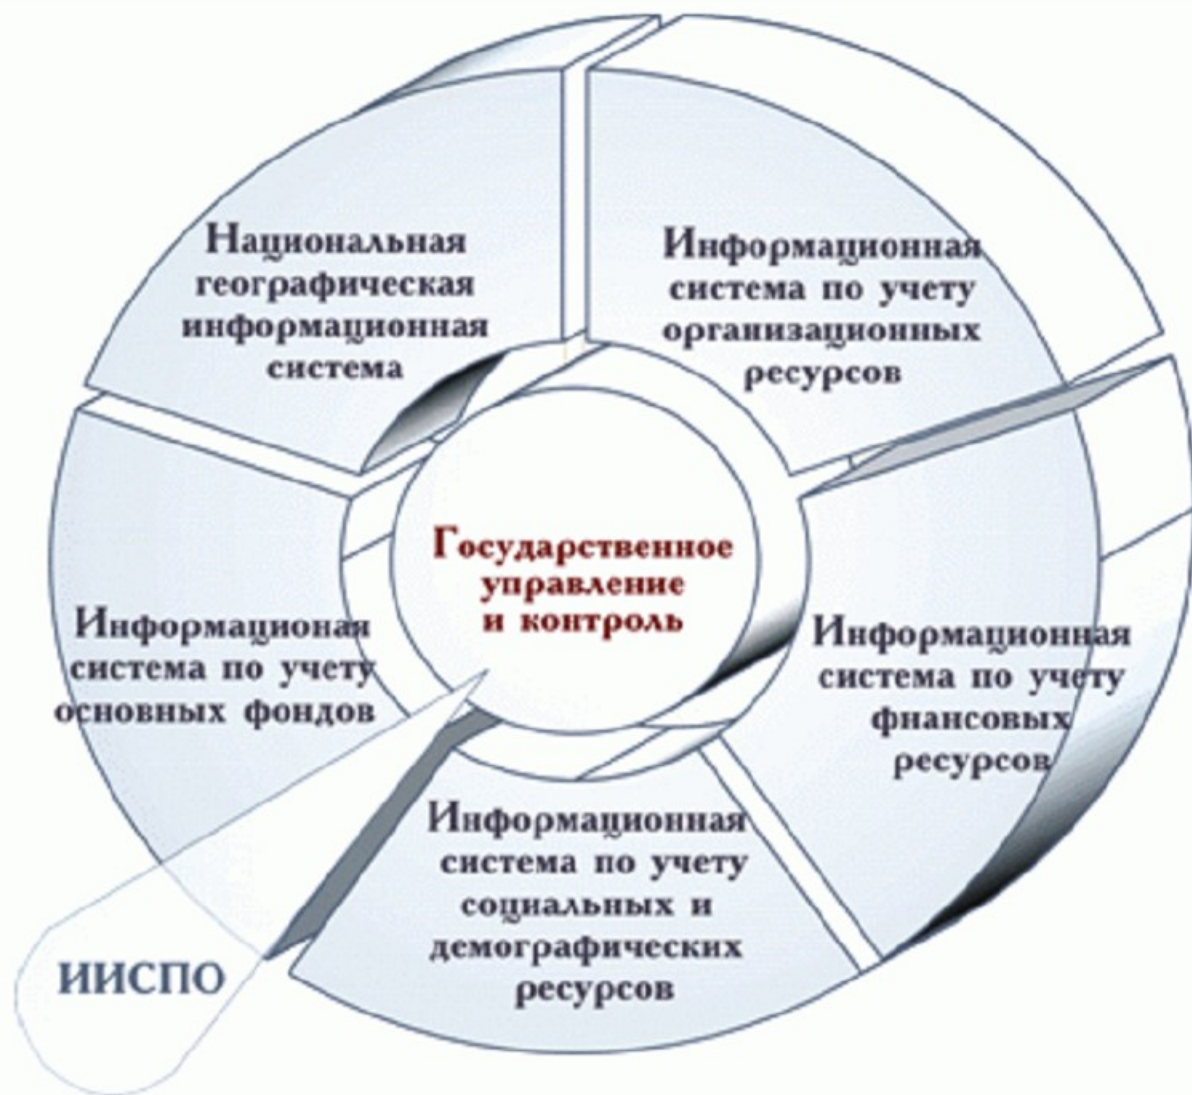 Национальная
географическая
информационная
система
Информационная
система по учету
организационных
ресурсов
Государственное
управление
и контроль
Информационая
система по учету
основных фондов
Информационная
система по учету
фнансовых
ресурсов
Информационная
система по учету
социальных и
демографических
ресурсов
ИИСПО